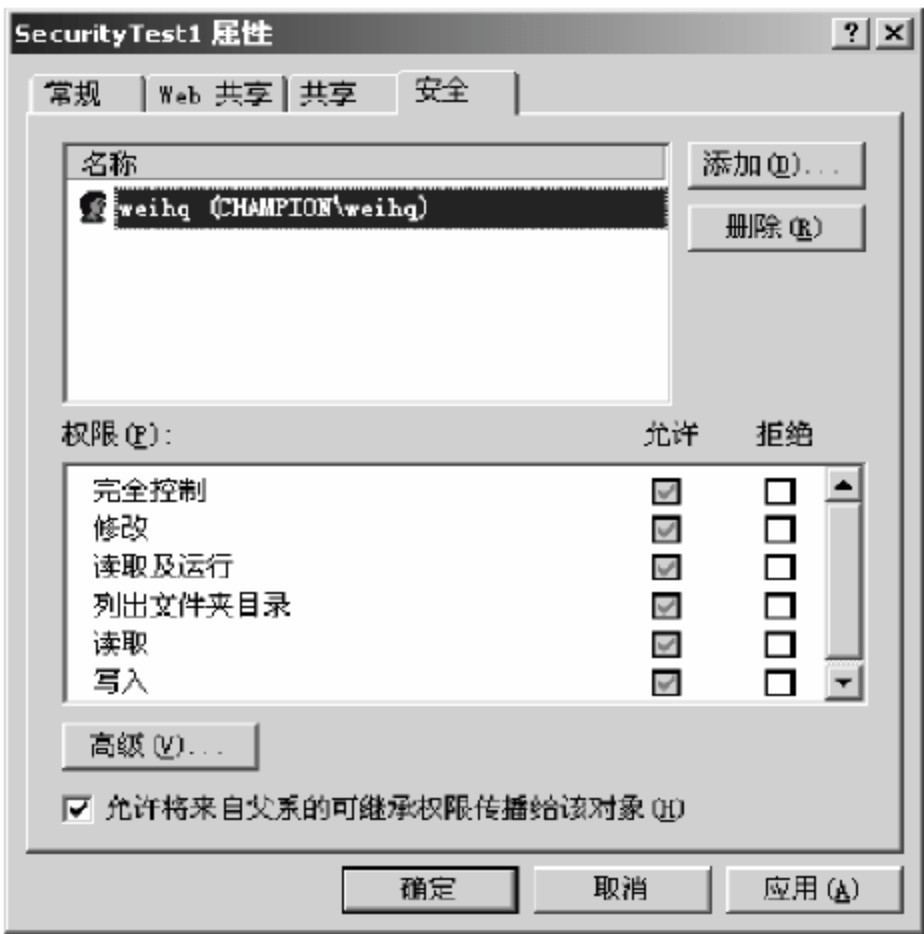 SecurityTest1 属性
常规 Web 共享 共享 安全
名称
添加(D)...
weihq (CHAMPION\weihq)
删除(R)
权限(P): 允许 拒绝
完全控制
修改
读取及运行
列出文件夹目录
读取
写入
高级(V)...
允许将来自父系的可继承权限传播给该对象(H)
确定 取消 应用(A)